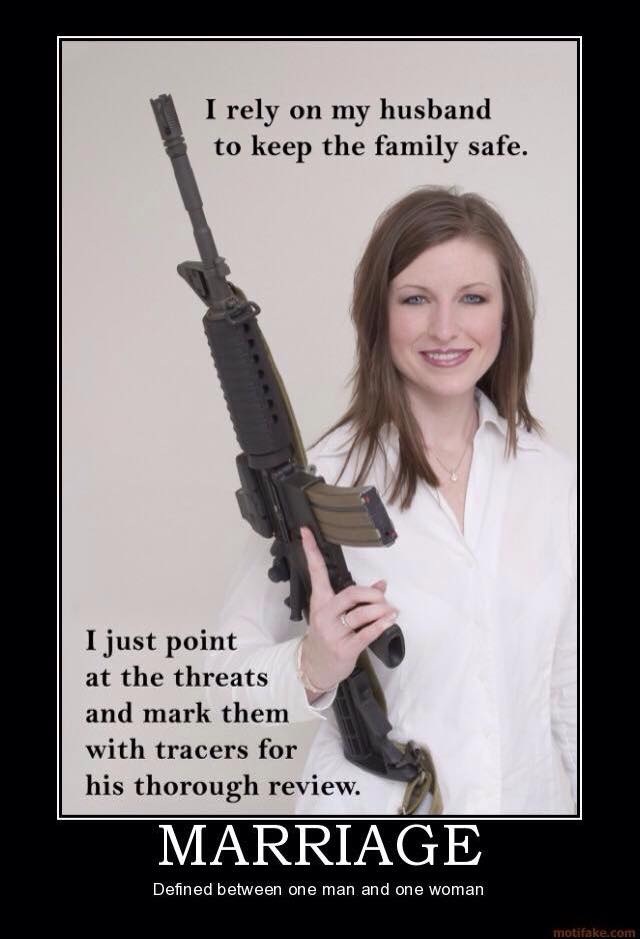 I rely on my husband
to keep the family safe.
I just point
at the threats
and mark them
with tracers for
his thorough review.
MARRIAGE
Defined between one man and one woman
motifake.com